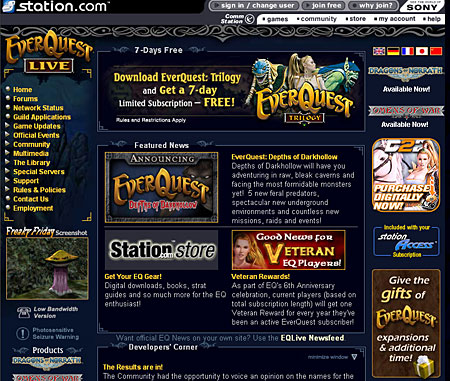 station.com
sign in / change user
join free
why join?
SONY
Comm
Station
games
community
store
my account
help
EVERQUEST
LIVE
7-Days Free
Download EverQuest: Trilogy
and Get a 7-day
Limited Subscription – FREE!
Rules and Restrictions Apply
EVERQUEST
TRILOGY
DRAGONS OF NORRATH
Available Now!
OMENS OF WAR
Available Now!
Home
Forums
Network Status
Guild Applications
Game Updates
Official Events
Community
Multimedia
The Library
Special Servers
Support
Rules & Policies
Contact Us
Employment
Freaky Friday Screenshot
Low Bandwidth
Version
Photosensitive
Seizure Warning
Products
DRAGONS OF NORRATH
OMENS OF WAR
Featured News
ANNOUNCING
EVERQUEST
DEPTHS OF DARKHOLLOW
EverQuest: Depths of Darkhollow
Depths of Darkhollow will have you
adventuring in raw, bleak caverns and
facing the most formidable monsters
yet! 5 new feral predators,
spectacular new underground
environments and countless new
missions, raids and events!
Station.com store
Get Your EQ Gear!
Digital downloads, books, strat
guides and so much more for the EQ
enthusiast!
Good News for
VETERAN
EQ Players!
Veteran Rewards!
As part of EQ's 6th Anniversary
celebration, current players (based on
total subscription length) will get one
Veteran Reward for every year they've
been an active EverQuest subscriber!
Want official EQ News on your own site? Use the EQLive Newsfeed
Developers' Corner
minimize window
The Results are in!
The Community had the opportunity to voice an opinion on the names for the
PURCHASE
DIGITALLY
NOW!
Included with your
station
Access
Subscription
Give the
gifts of
EVERQUEST
expansions
& additional
time!